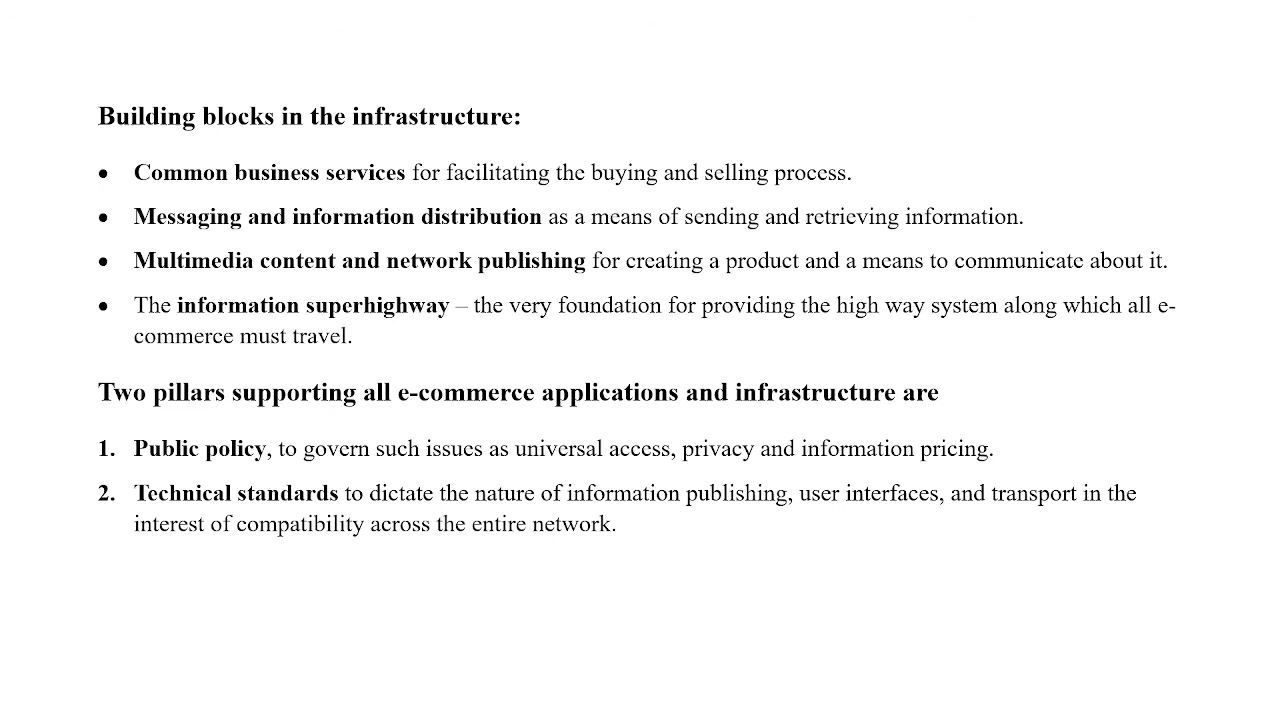 Building blocks in the infrastructure:
• Common business services for facilitating the buying and selling process.
• Messaging and information distribution as a means of sending and retrieving information.
• Multimedia content and network publishing for creating a product and a means to communicate about it.
• The information superhighway – the very foundation for providing the high way system along which all e-
commerce must travel.
Two pillars supporting all e-commerce applications and infrastructure are
1. Public policy, to govern such issues as universal access, privacy and information pricing.
2. Technical standards to dictate the nature of information publishing, user interfaces, and transport in the
interest of compatibility across the entire network.